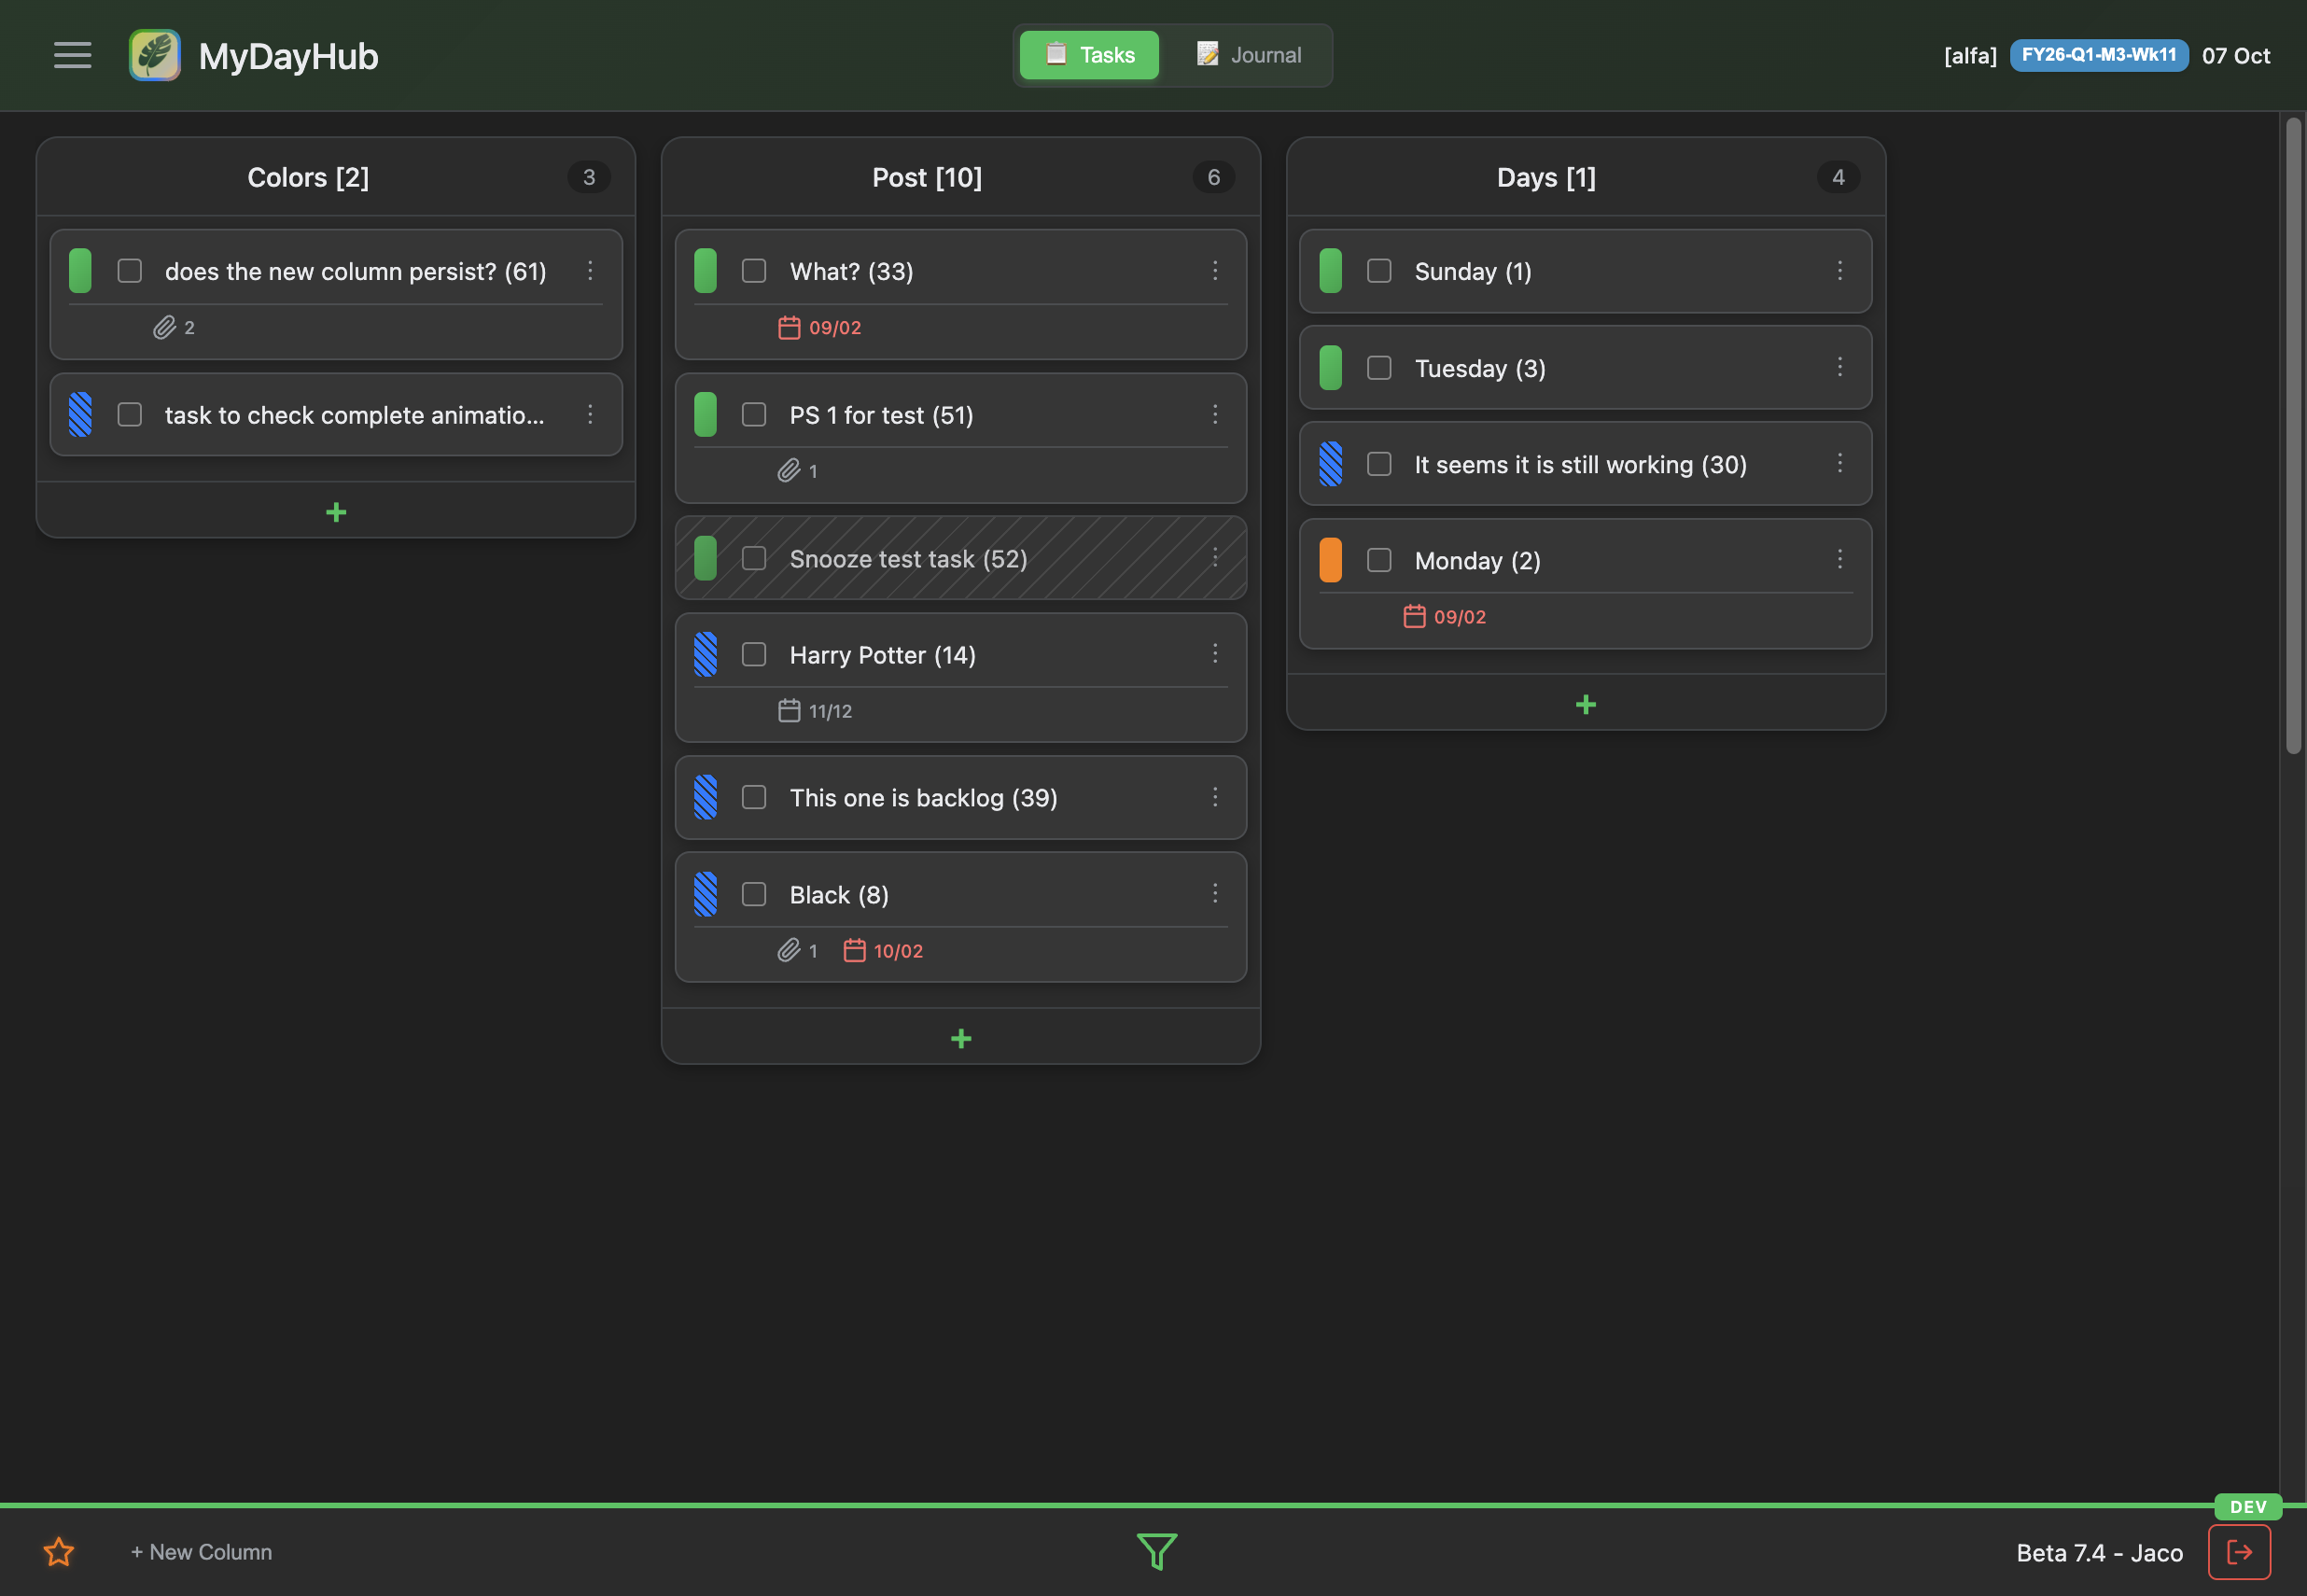 MyDayHub
Tasks
Journal
[alfa] FY26-Q1-M3-Wk11 07 Oct
Colors [2] 3
does the new column persist? (61)
2
task to check complete animatio...
+
Post [10] 6
What? (33)
09/02
PS 1 for test (51)
1
Snooze test task (52)
Harry Potter (14)
11/12
This one is backlog (39)
Black (8)
1 10/02
+
Days [1] 4
Sunday (1)
Tuesday (3)
It seems it is still working (30)
Monday (2)
09/02
+
DEV
+ New Column
Beta 7.4 - Jaco